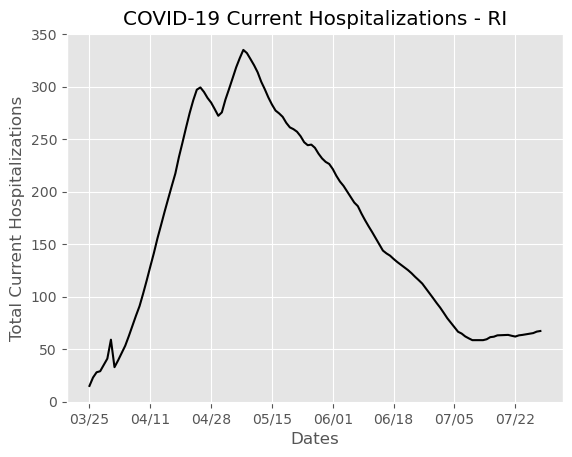 COVID-19 Current Hospitalizations - RI
350
300
250
200
150
100
50
0
Total Current Hospitalizations
03/25 04/11 04/28 05/15 06/01 06/18 07/05 07/22
Dates